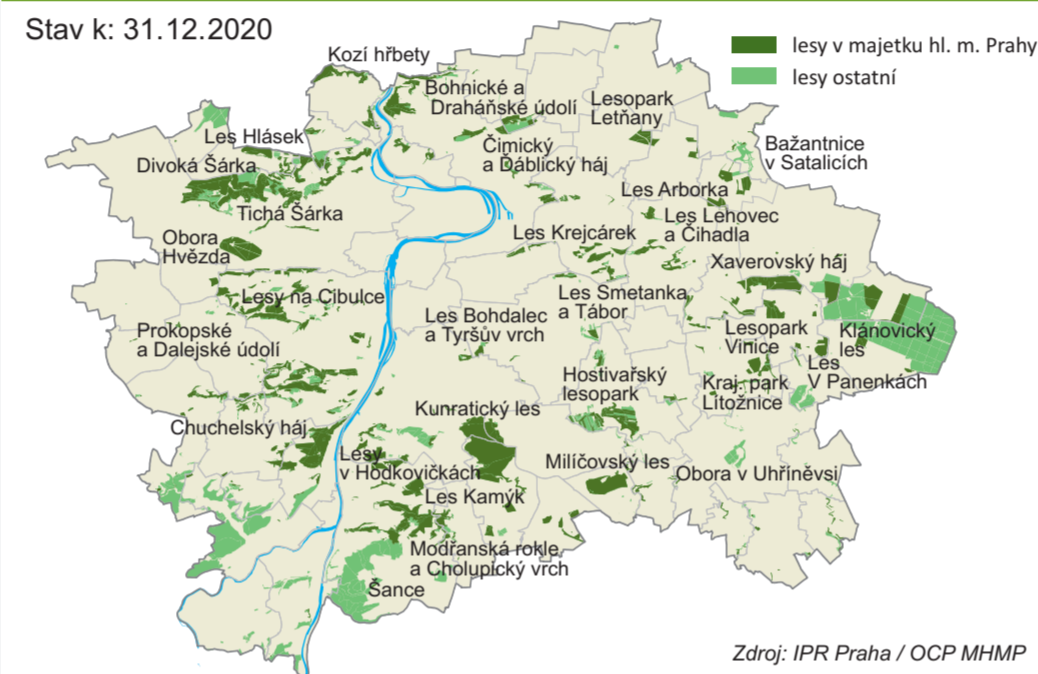 Stav k: 31.12.2020
lesy v majetku hl. m. Prahy
lesy ostatní
Kozí hřbety
Bohnické a
Draháňské údolí
Lesopark
Letňany
Les Hlásek
Čimický
a Ďáblický háj
Bažantnice
v Satalicích
Divoká Šárka
Les Arborka
Tichá Šárka
Les Lehovec
a Čihadla
Obora
Hvězda
Les Krejcárek
Xaverovský háj
Lesy na Cibulce
Les Smetanka
a Tábor
Les Bohdalec
a Tyršův vrch
Prokopské
a Dalejské údolí
Lesopark
Vinice
Klánovický
les
Les
V Panenkách
Hostivařský
lesopark
Kraj. park
Litožnice
Kunratický les
Chuchelský háj
Lesy
v Hodkovičkách
Milíčovský les
Obora v Uhříněvsi
Les Kamýk
Modřanská rokle
a Cholupický vrch
Šance
Zdroj: IPR Praha / OCP MHMP